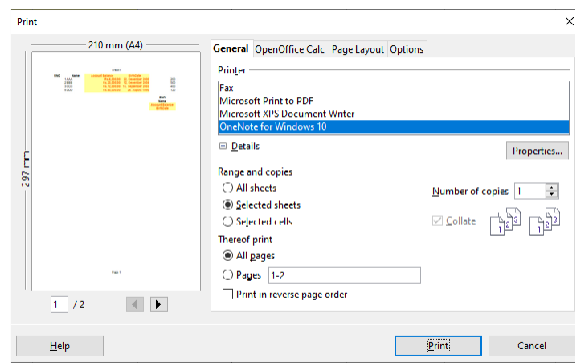 Print
210 mm (A4)
297 mm
1 / 2
General OpenOffice Calc Page Layout Options
Printer
Fax
Microsoft Print to PDF
Microsoft XPS Document Writer
OneNote for Windows 10
Details
Properties...
Range and copies
All sheets
Selected sheets
Selected cells
Number of copies 1
Collate
Thereof print
All pages
Pages 1-2
Print in reverse page order
Help
Print
Cancel